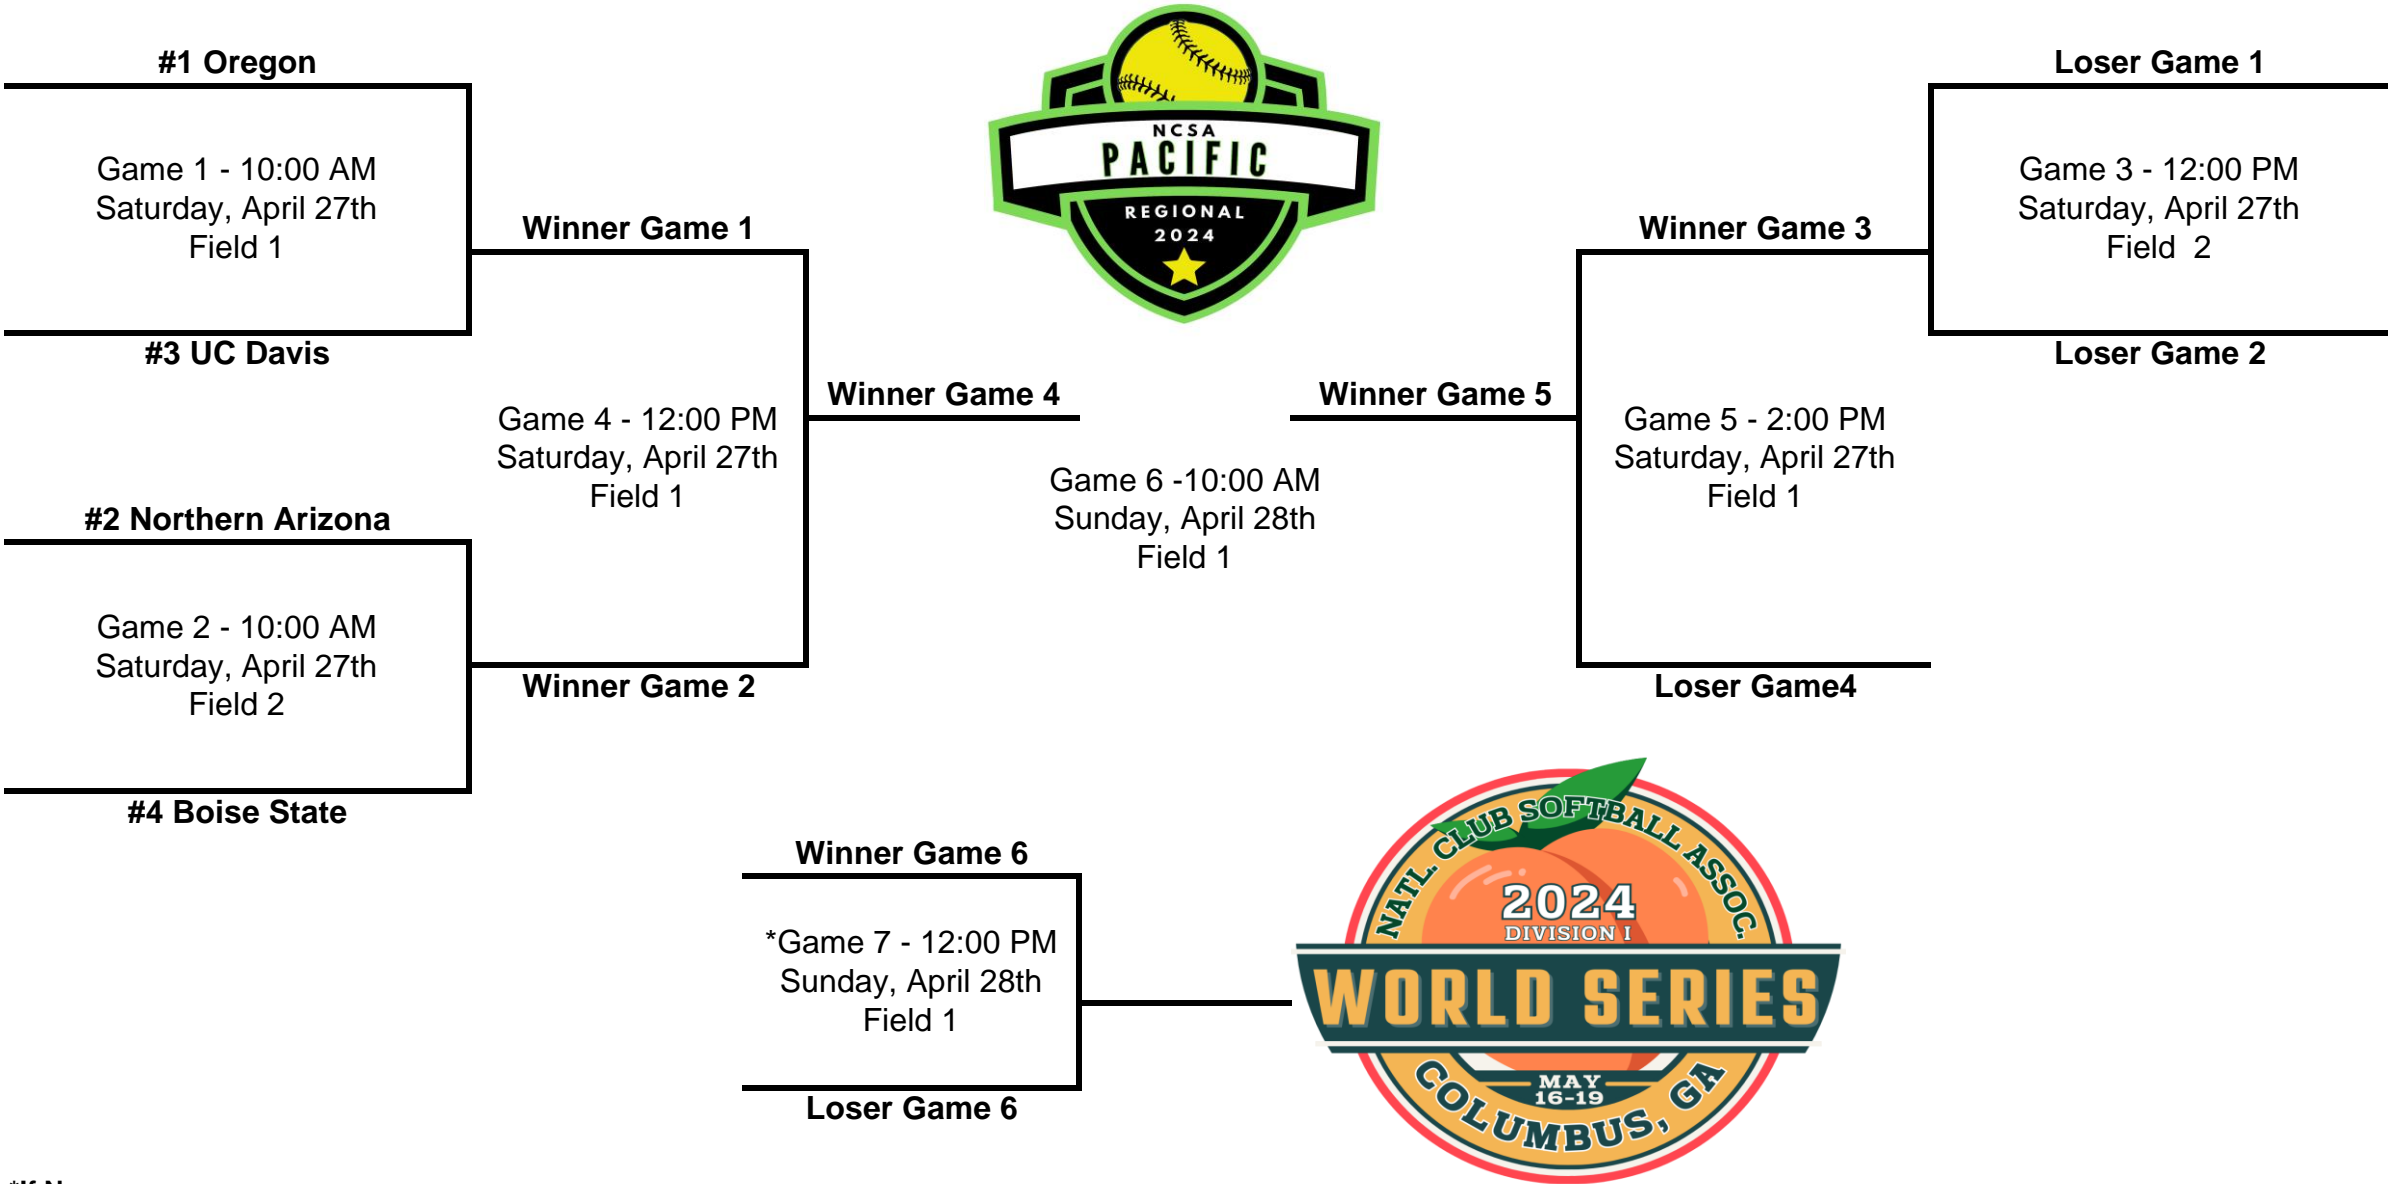 #1 Oregon
Game 1 - 10:00 AM
Saturday, April 27th
Field 1
#3 UC Davis
Winner Game 1
Game 4 - 12:00 PM
Saturday, April 27th
Field 1
Winner Game 2
#2 Northern Arizona
Game 2 - 10:00 AM
Saturday, April 27th
Field 2
#4 Boise State
Winner Game 4
NCSA
PACIFIC
REGIONAL
2024
Game 6 -10:00 AM
Sunday, April 28th
Field 1
Winner Game 5
Winner Game 3
Game 5 - 2:00 PM
Saturday, April 27th
Field 1
Loser Game4
Loser Game 1
Game 3 - 12:00 PM
Saturday, April 27th
Field  2
Loser Game 2
Winner Game 6
*Game 7 - 12:00 PM
Sunday, April 28th
Field 1
Loser Game 6
NATL. CLUB SOFTBALL ASSOC.
2024
DIVISION I
WORLD SERIES
MAY
16-19
COLUMBUS, GA